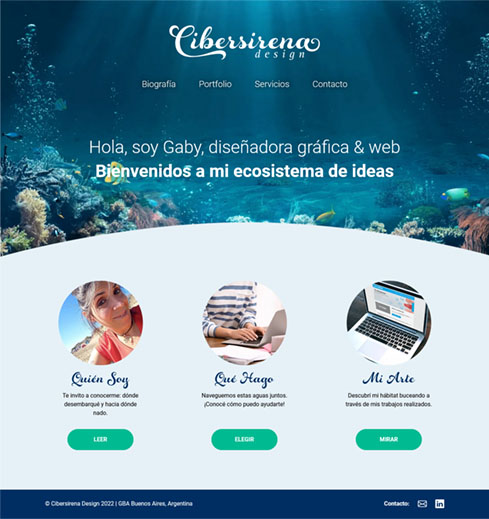 Cibersirena
design
Biografía Portfolio Servicios Contacto
Hola, soy Gaby, diseñadora gráfica & web
Bienvenidos a mi ecosistema de ideas
Quién Soy
Te invito a conocerme: dónde
desembarqué y hacia dónde
nado.
LEER
Qué Hago
Naveguemos estas aguas juntos.
¡Conocé cómo puedo ayudarte!
ELEGIR
Mi Arte
Descubrí mi hábitat buceando a
través de mis trabajos realizados.
MIRAR
© Cibersirena Design 2022 | GBA Buenos Aires, Argentina
Contacto: